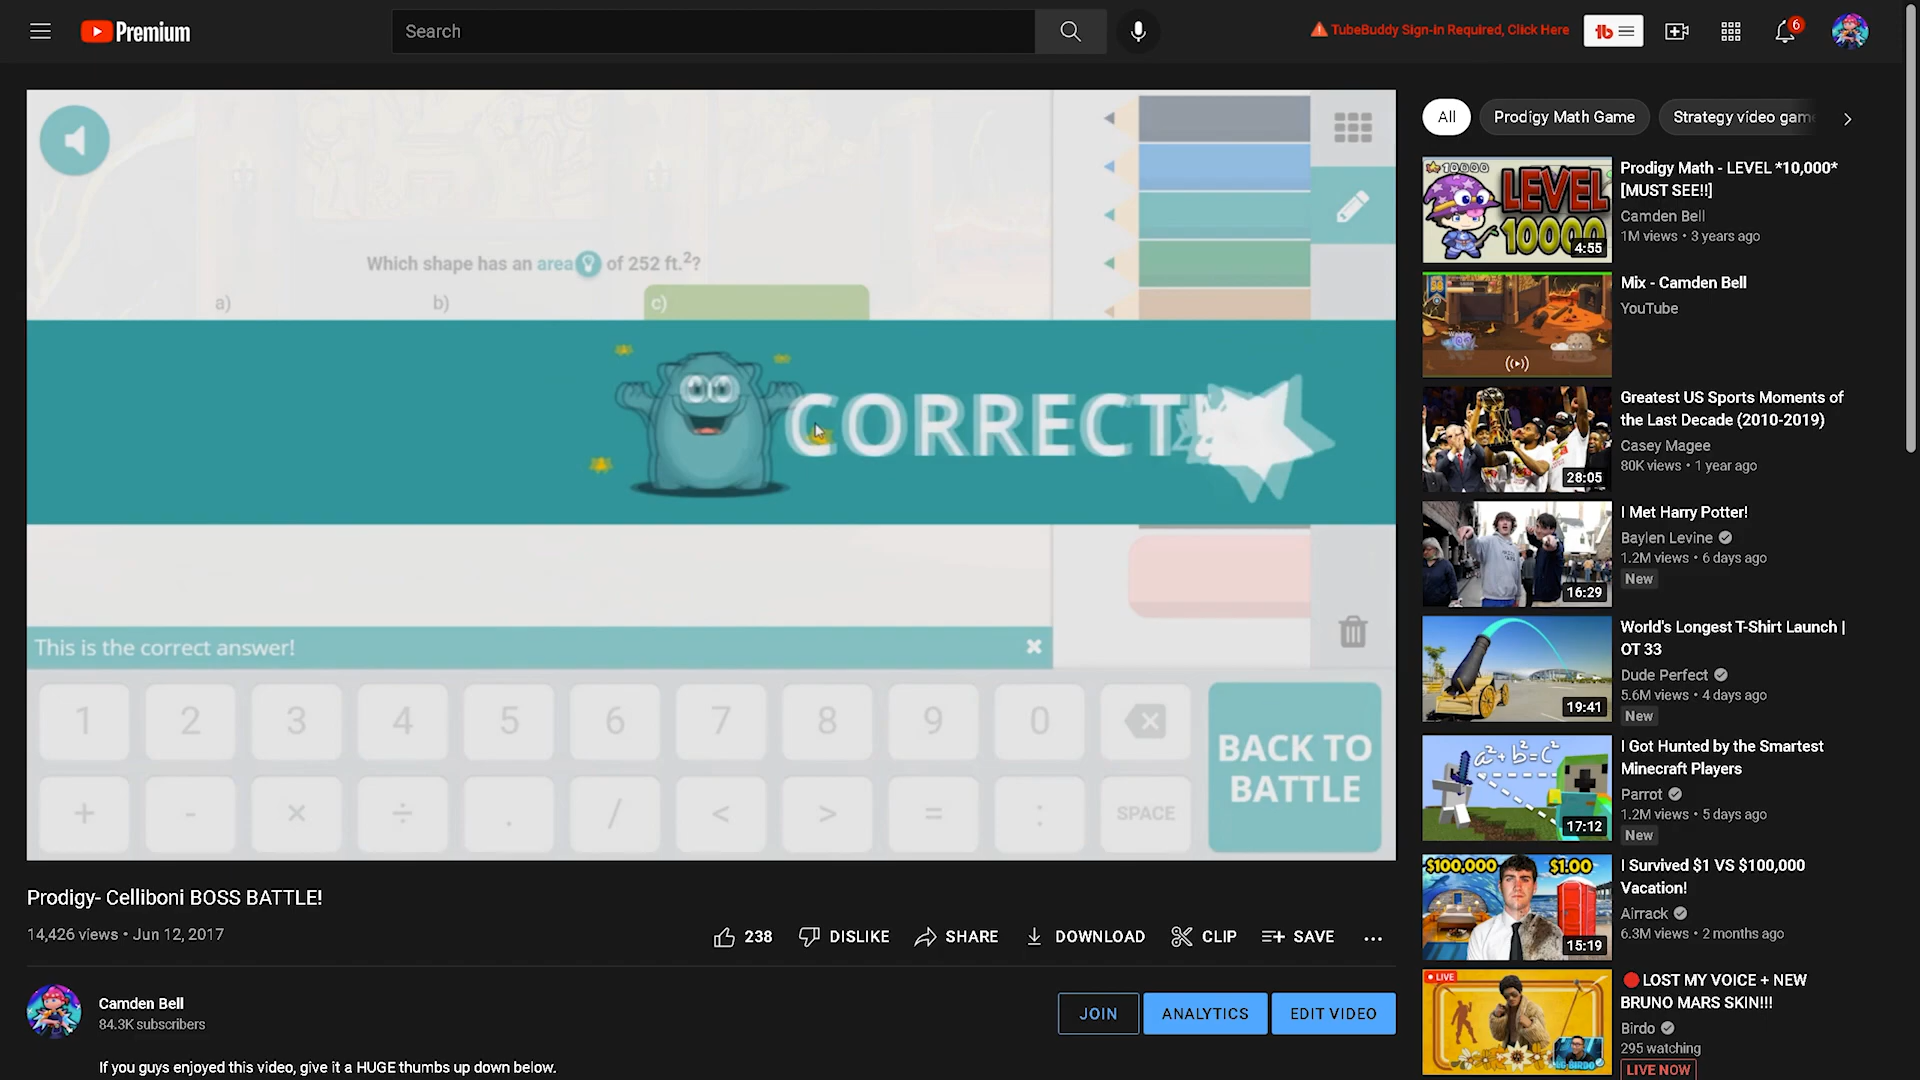 Premium
Search
TubeBuddy Sign-in Required, Click Here
tb
6
Which shape has an area of 252 ft.²?
a)
b)
c)
CORRECT!
This is the correct answer!
1 2 3 4 5 6 7 8 9 0
+ - × ÷ . / < > = : SPACE
BACK TO
BATTLE
Prodigy- Celliboni BOSS BATTLE!
14,426 views • Jun 12, 2017
238
DISLIKE
SHARE
DOWNLOAD
CLIP
SAVE
Camden Bell
84.3K subscribers
JOIN
ANALYTICS
EDIT VIDEO
If you guys enjoyed this video, give it a HUGE thumbs up down below.
All
Prodigy Math Game
Strategy video gam
10000
LEVEL
10000
4:55
Prodigy Math - LEVEL *10,000*
[MUST SEE!!]
Camden Bell
1M views • 3 years ago
Mix - Camden Bell
YouTube
28:05
Greatest US Sports Moments of
the Last Decade (2010-2019)
Casey Magee
80K views • 1 year ago
16:29
I Met Harry Potter!
Baylen Levine
1.2M views • 6 days ago
New
19:41
World's Longest T-Shirt Launch |
OT 33
Dude Perfect
5.6M views • 4 days ago
New
a²+b²=c²
17:12
I Got Hunted by the Smartest
Minecraft Players
Parrot
1.2M views • 5 days ago
New
$100,000
$1.00
15:19
I Survived $1 VS $100,000
Vacation!
Airrack
6.3M views • 2 months ago
LIVE
LOST MY VOICE + NEW
BRUNO MARS SKIN!!!
Birdo
295 watching
LIVE NOW